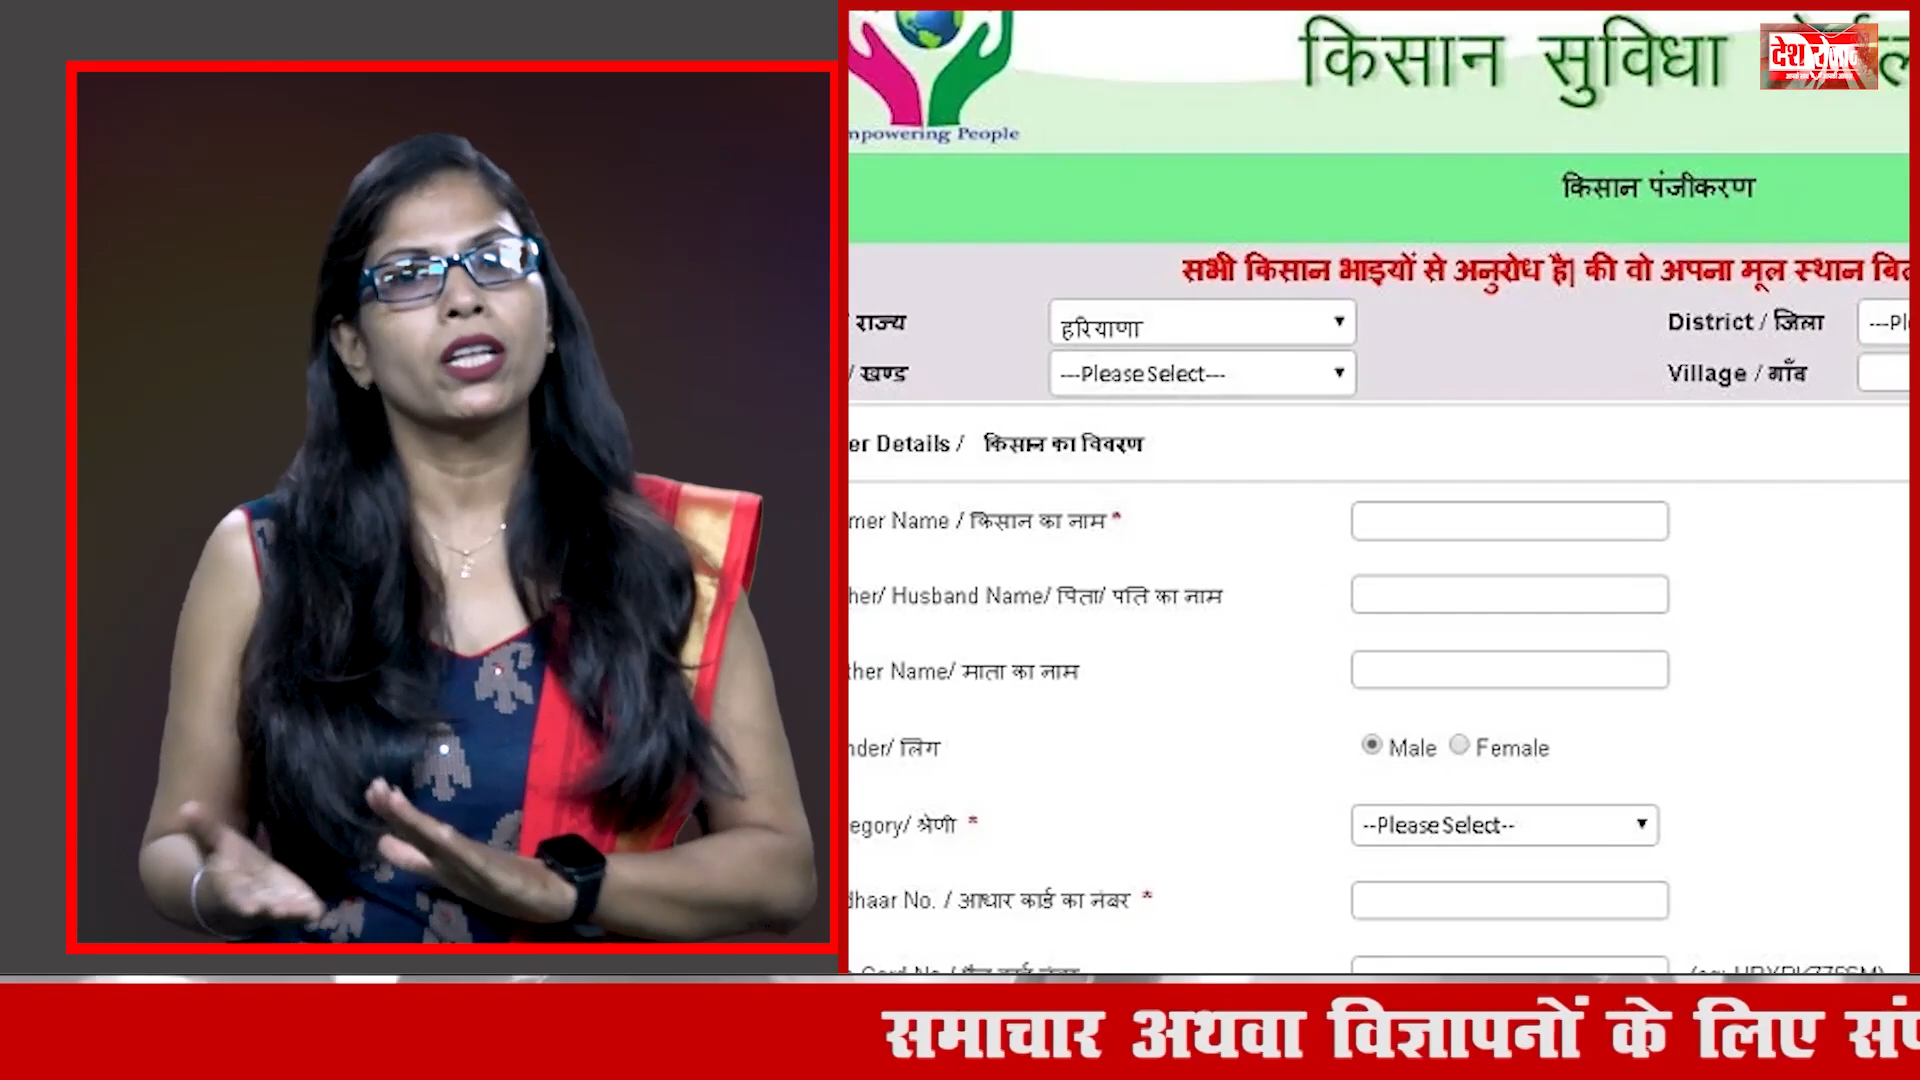 किसान सुविधा
देश
mpowering People
किसान पंजीकरण
सभी किसान भाइयों से अनुरोध है| की वो अपना मूल स्थान
/ राज्य
हरियाणा
District / जिला
/ खण्ड
---Please Select---
Village / गाँव
er Details / किसान का विवरण
mer Name / किसान का नाम *
her/ Husband Name/ पिता/ पति का नाम
ther Name/ माता का नाम
nder/ लिंग
Male Female
egory/ श्रेणी *
--Please Select--
dhaar No. / आधार कार्ड का नंबर *
समाचार अथवा विज्ञापनों के लिए